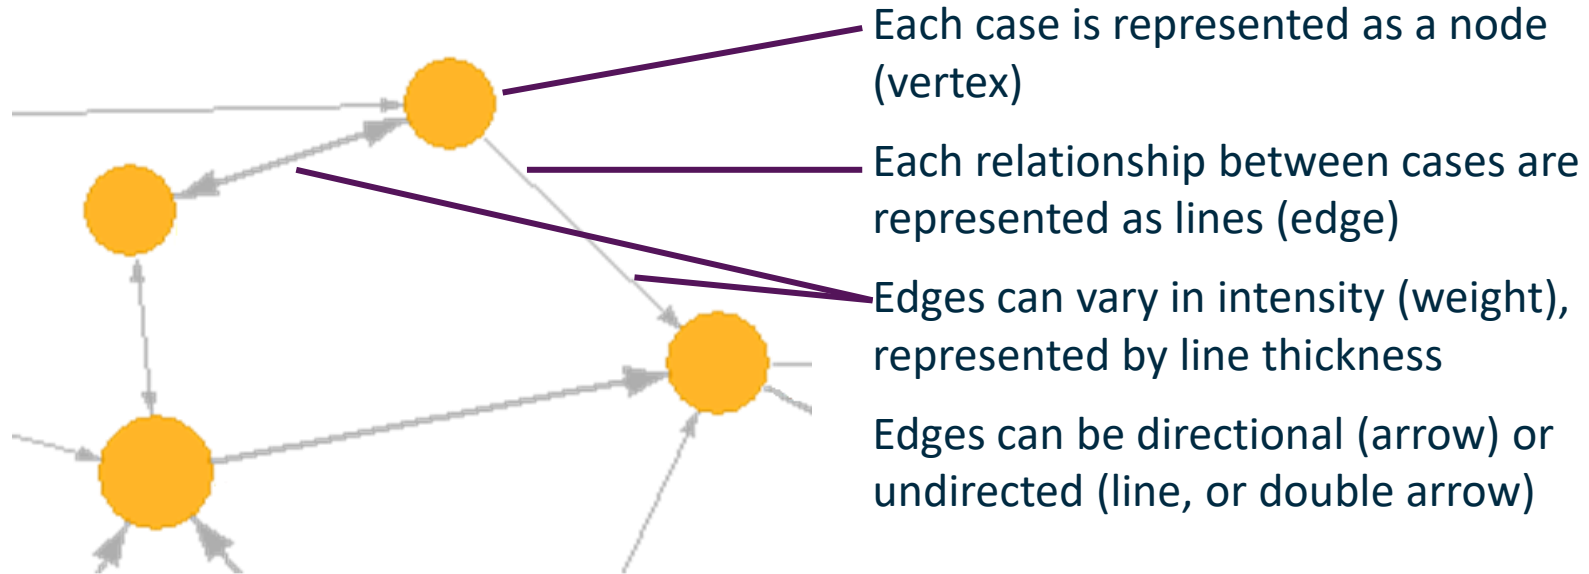 Each case is represented as a node
(vertex)
Each relationship between cases are
represented as lines (edge)
Edges can vary in intensity (weight),
represented by line thickness
Edges can be directional (arrow) or
undirected (line, or double arrow)